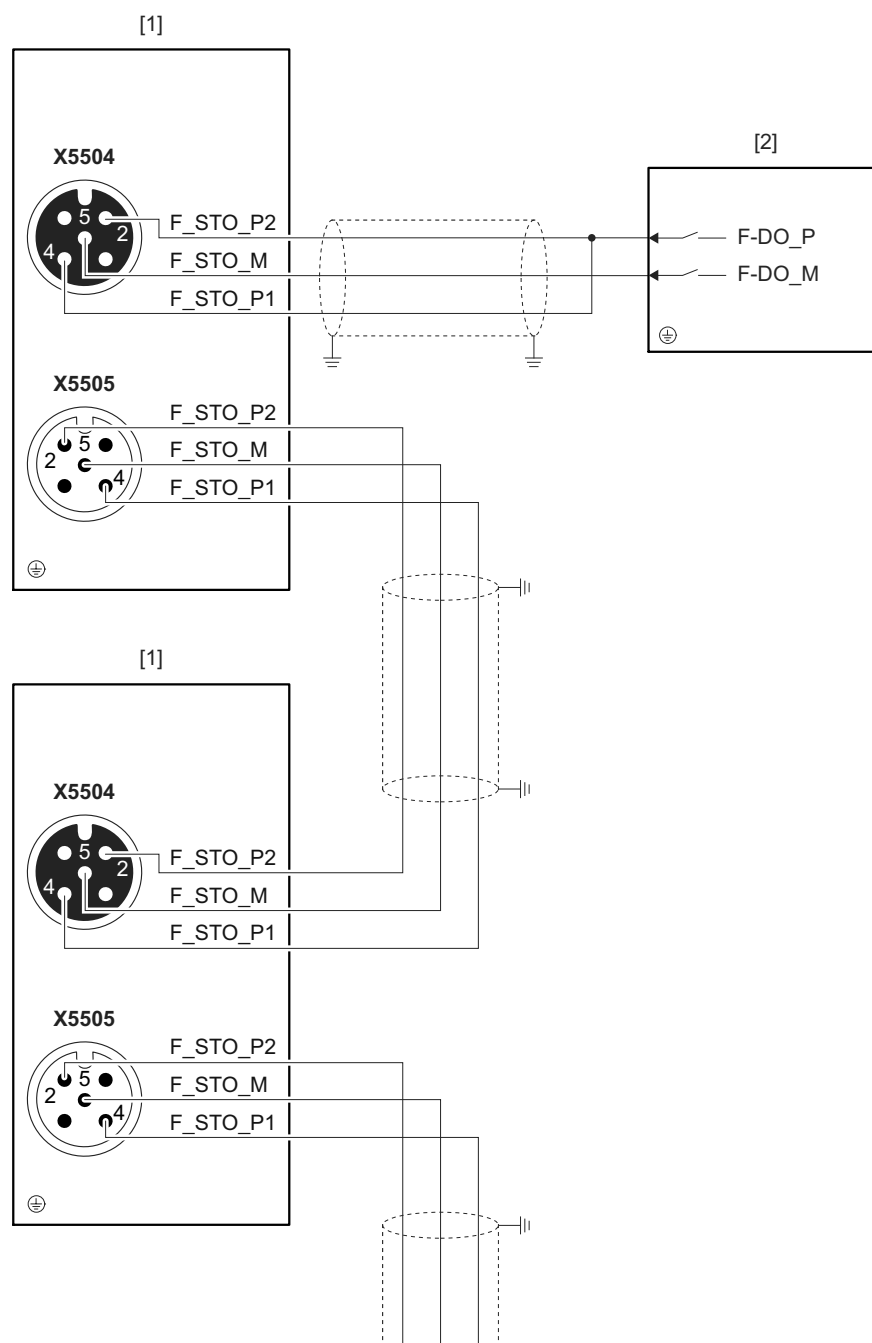 [1]
X5504
5
2
4
F_STO_P2
F_STO_M
F_STO_P1
[2]
F-DO_P
F-DO_M
X5505
5
2
4
F_STO_P2
F_STO_M
F_STO_P1
[1]
X5504
5
2
4
F_STO_P2
F_STO_M
F_STO_P1
X5505
5
2
4
F_STO_P2
F_STO_M
F_STO_P1